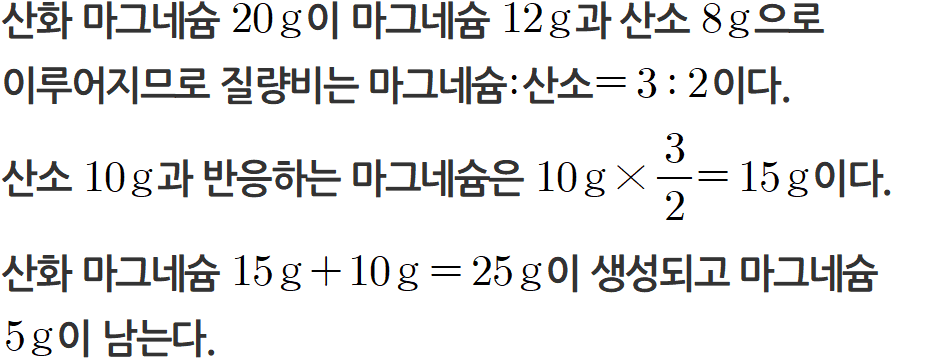 산화 마그네슘 20 g이 마그네슘 12 g과 산소 8 g으로
이루어지므로 질량비는 마그네슘:산소= 3 : 2이다.
산소 10 g과 반응하는 마그네슘은 10 g × 3/2 = 15 g이다.
산화 마그네슘 15 g + 10 g = 25 g이 생성되고 마그네슘
5 g이 남는다.